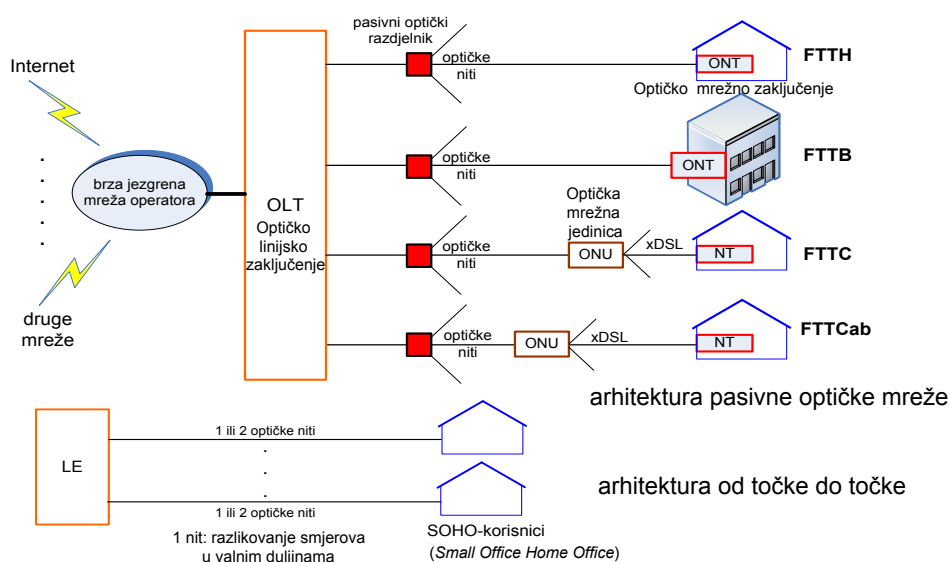 pasivni optički
razdjelnik
Internet
brza jezgrena
mreža operatora
druge
mreže
OLT
Optičko
linijsko
zaključenje
optičke
niti
ONT
FTTH
Optičko mrežno zaključenje
optičke
niti
ONT
FTTB
optičke
niti
Optička
mrežna
jedinica
ONU
xDSL
NT
FTTC
optičke
niti
ONU
xDSL
NT
FTTCab
arhitektura pasivne optičke mreže
LE
1 ili 2 optičke niti
1 ili 2 optičke niti
arhitektura od točke do točke
1 nit: razlikovanje smjerova
u valnim duljinama
SOHO-korisnici
(Small Office Home Office)